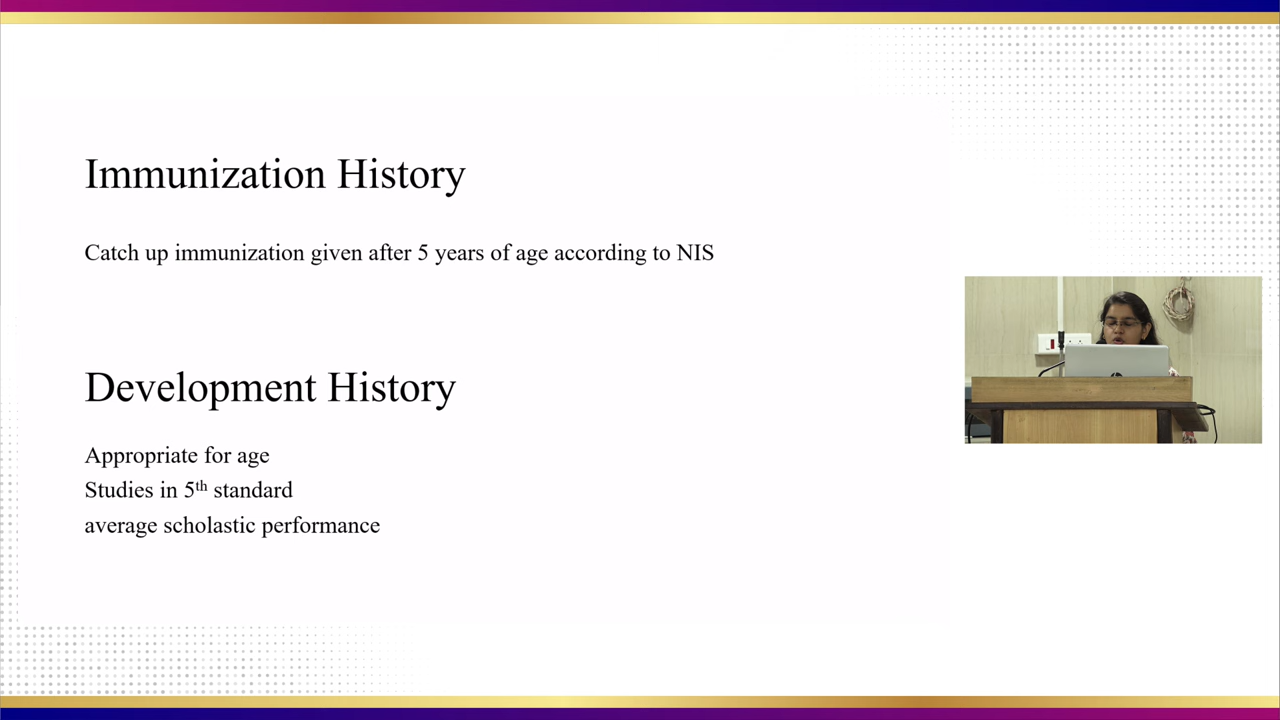 Immunization History
Catch up immunization given after 5 years of age according to NIS
Development History
Appropriate for age
Studies in 5th standard
average scholastic performance